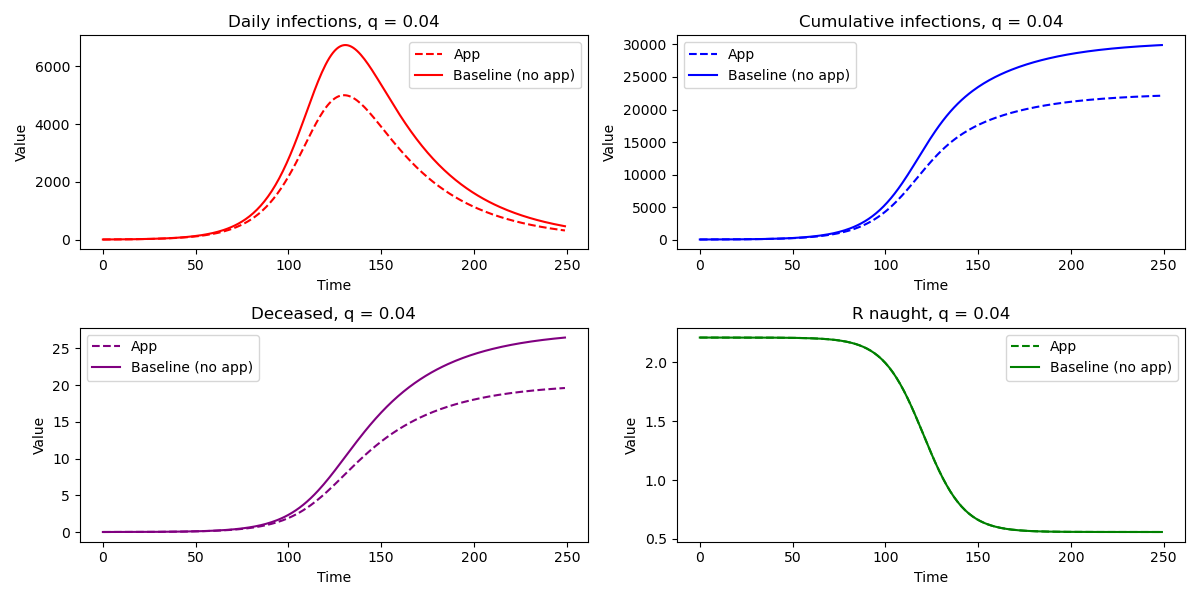 Daily infections, q = 0.04
Value
6000
4000
2000
0
App
Baseline (no app)
0 50 100 150 200 250
Time
Cumulative infections, q = 0.04
Value
30000
25000
20000
15000
10000
5000
0
App
Baseline (no app)
0 50 100 150 200 250
Time
Deceased, q = 0.04
Value
25
20
15
10
5
0
App
Baseline (no app)
0 50 100 150 200 250
Time
R naught, q = 0.04
Value
2.0
1.5
1.0
0.5
App
Baseline (no app)
0 50 100 150 200 250
Time